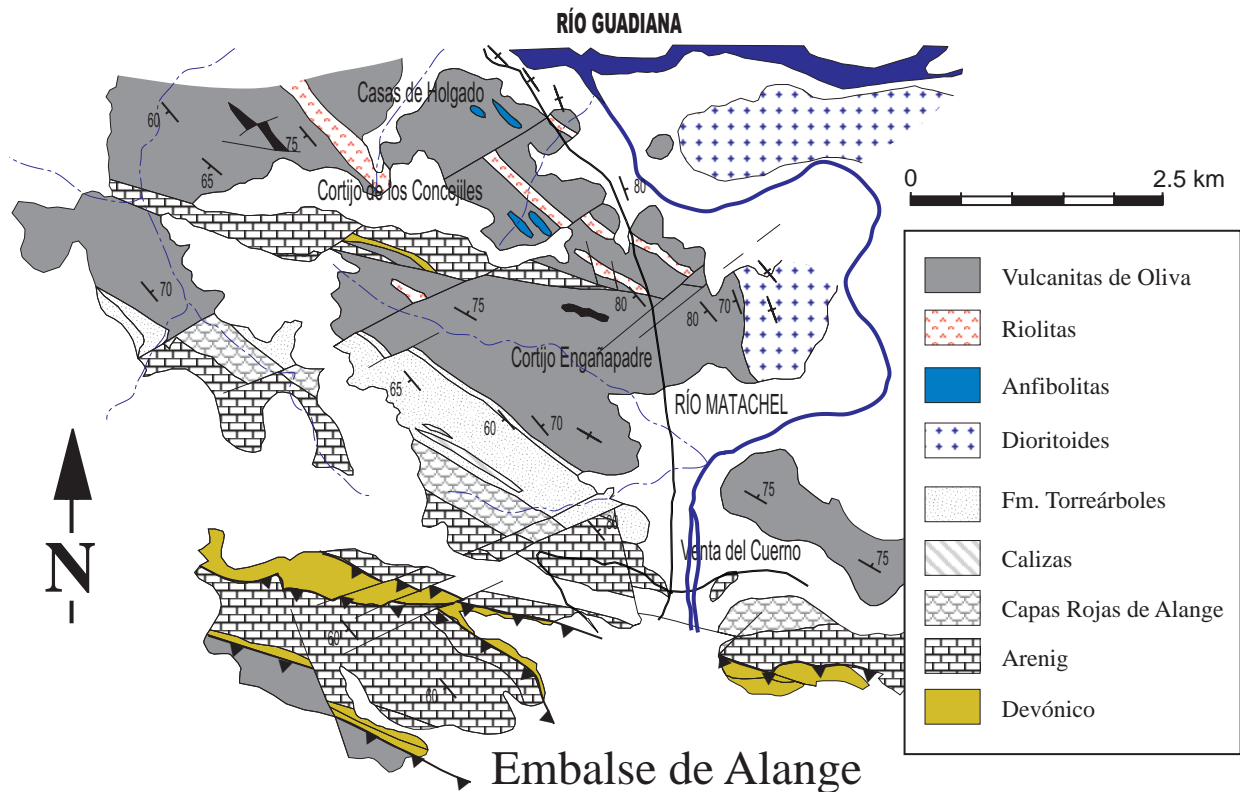 RÍO GUADIANA
Casas de Holgado
60
75
65
80
Cortijo de los Concejiles
0 2.5 km
70
75
80
80
70
Cortijo Engañapadre
65
60
70
RÍO MATACHEL
75
80
Venta del Cuerno
75
60
80
N
Embalse de Alange
Vulcanitas de Oliva
Riolitas
Anfibolitas
Dioritoides
Fm. Torreárboles
Calizas
Capas Rojas de Alange
Arenig
Devónico